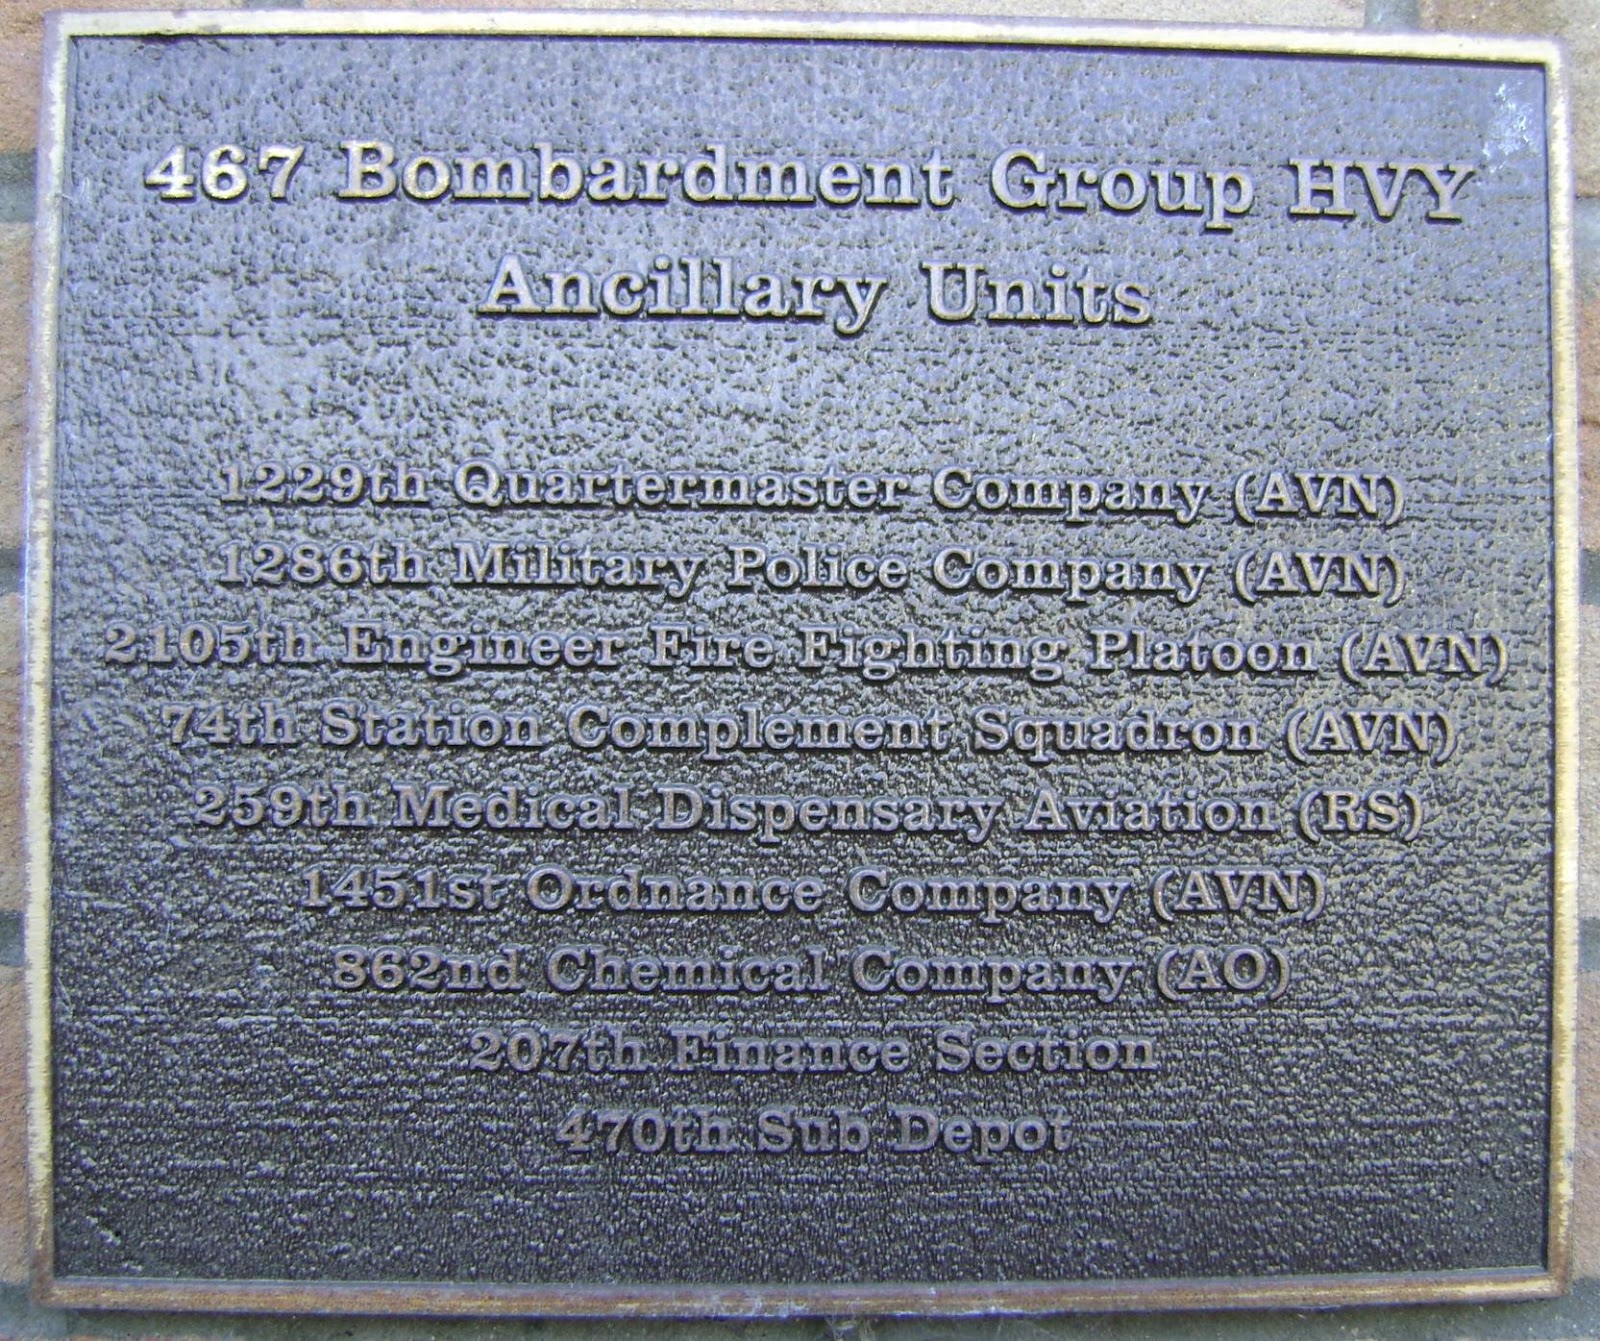 467 Bombardment Group HVY
Ancillary Units
1229th Quartermaster Company (AVN)
1286th Military Police Company (AVN)
2105th Engineer Fire Fighting Platoon (AVN)
74th Station Complement Squadron (AVN)
259th Medical Dispensary Aviation (RS)
1451st Ordnance Company (AVN)
862nd Chemical Company (AO)
207th Finance Section
470th Sub Depot